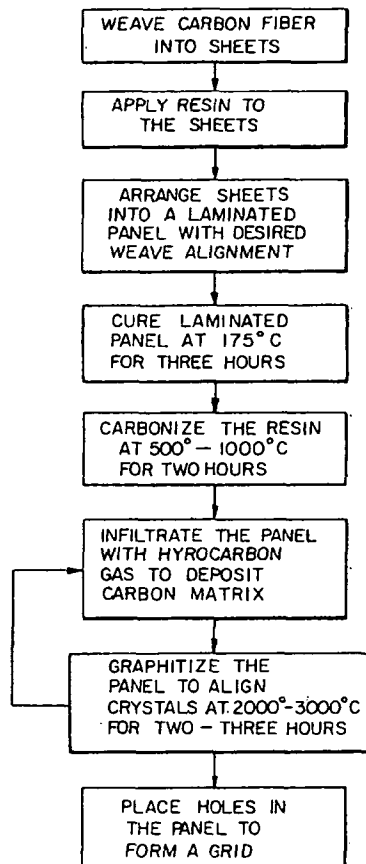 WEAVE CARBON FIBER
INTO SHEETS
APPLY RESIN TO
THE SHEETS
ARRANGE SHEETS
INTO A LAMINATED
PANEL WITH DESIRED
WEAVE ALIGNMENT
CURE LAMINATED
PANEL AT 175°C
FOR THREE HOURS
CARBONIZE THE RESIN
AT 500°-1000°C
FOR TWO HOURS
INFILTRATE THE PANEL
WITH HYROCARBON
GAS TO DEPOSIT
CARBON MATRIX
GRAPHITIZE THE
PANEL TO ALIGN
CRYSTALS AT 2000°-3000°C
FOR TWO-THREE HOURS
PLACE HOLES IN
THE PANEL TO
FORM A GRID